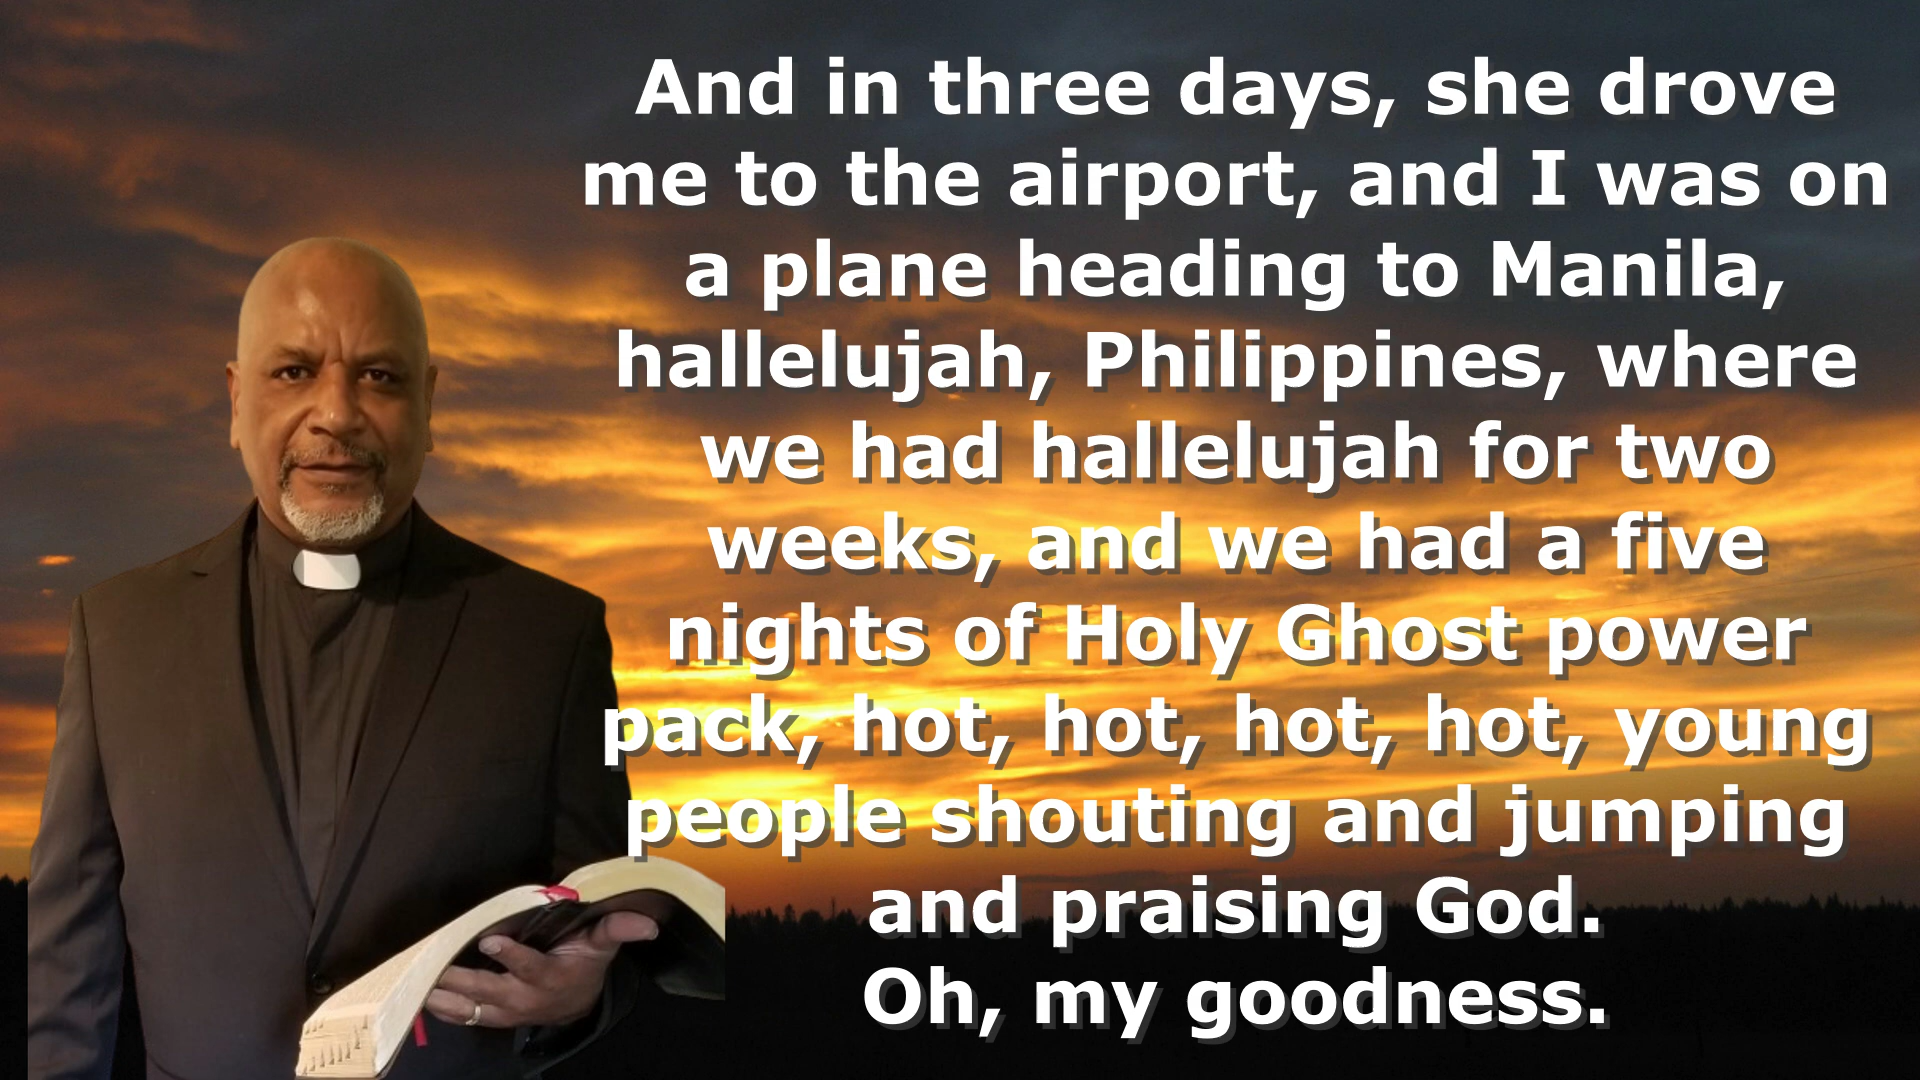 And in three days, she drove
me to the airport, and I was on
a plane heading to Manila,
hallelujah, Philippines, where
we had hallelujah for two
weeks, and we had a five
nights of Holy Ghost power
pack, hot, hot, hot, hot, young
people shouting and jumping
and praising God.
Oh, my goodness.